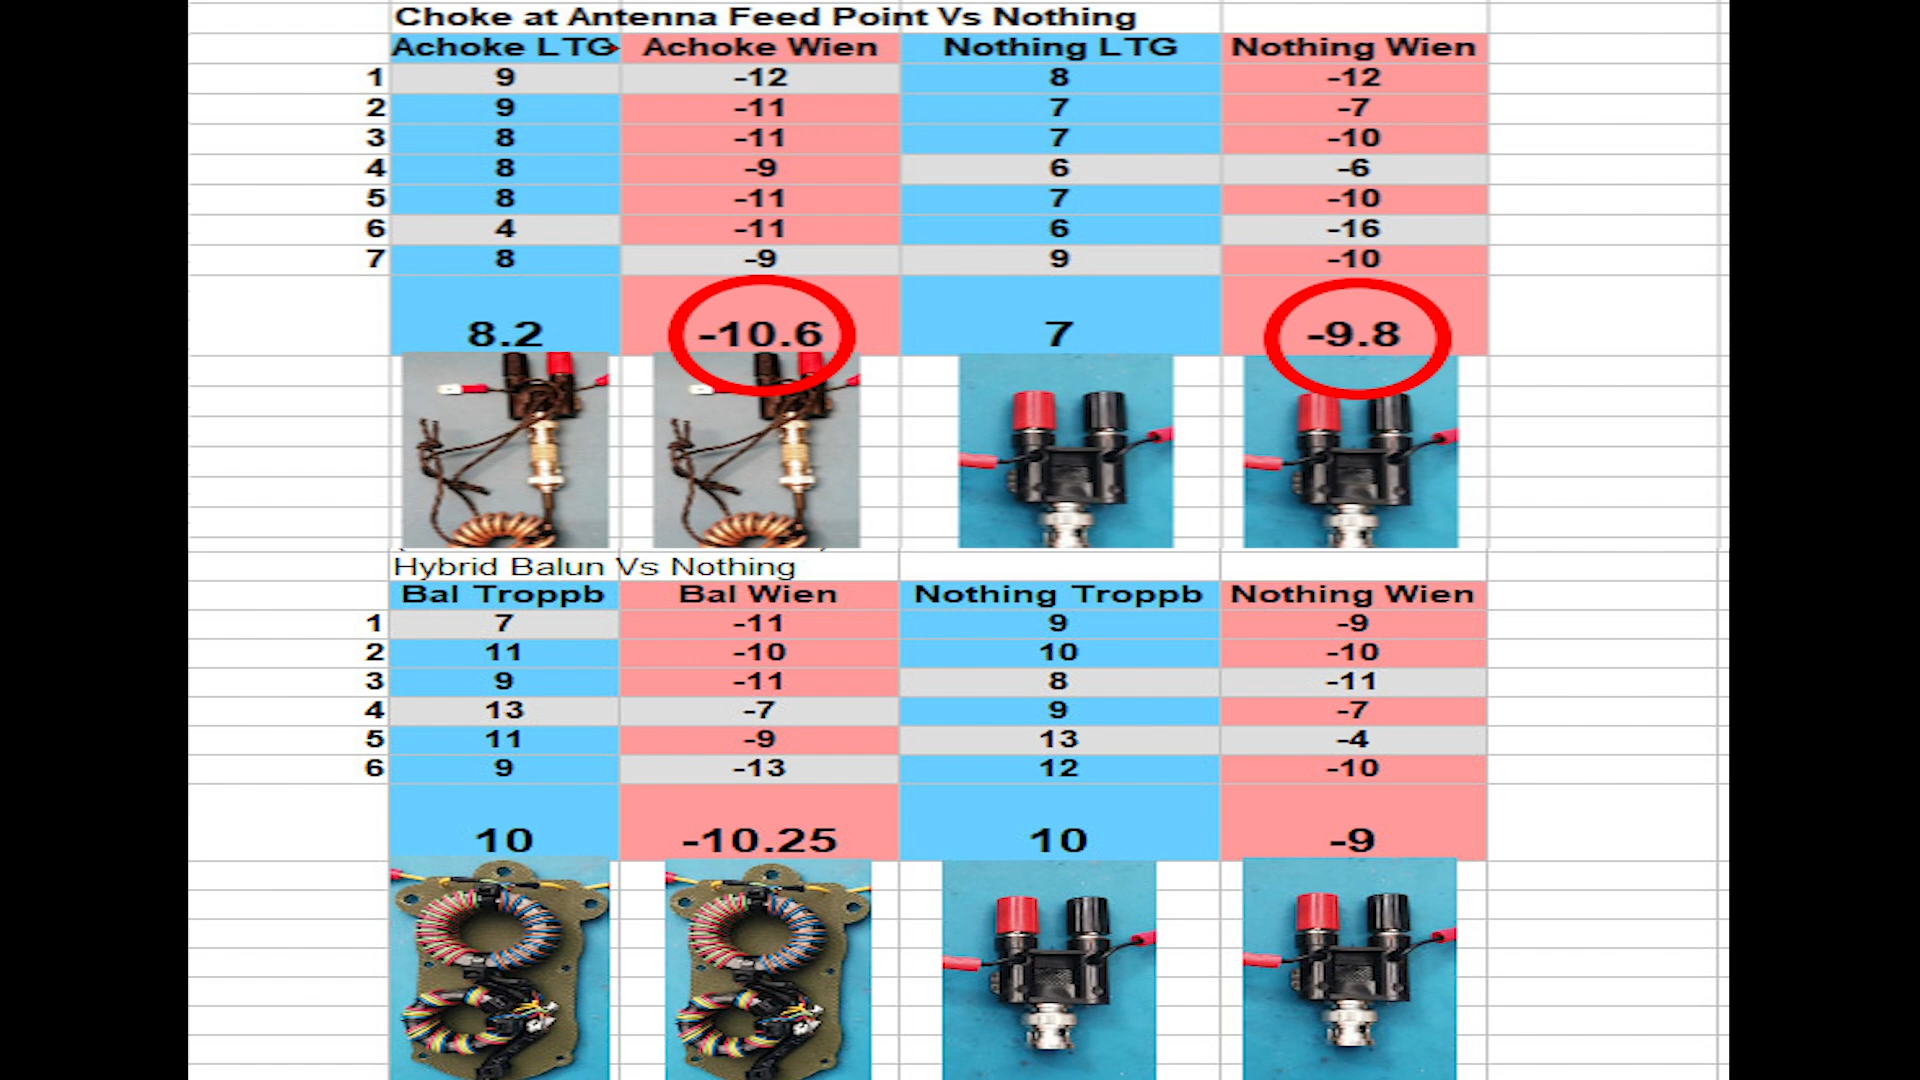 Choke at Antenna Feed Point Vs Nothing
Achoke LTG Achoke Wien Nothing LTG Nothing Wien
1 9 -12 8 -12
2 9 -11 7 -7
3 8 -11 7 -10
4 8 -9 6 -6
5 8 -11 7 -10
6 4 -11 6 -16
7 8 -9 9 -10
8.2 -10.6 7 -9.8
Hybrid Balun Vs Nothing
Bal Troppb Bal Wien Nothing Troppb Nothing Wien
1 7 -11 9 -9
2 11 -10 10 -10
3 9 -11 8 -11
4 13 -7 9 -7
5 11 -9 13 -4
6 9 -13 12 -10
10 -10.25 10 -9